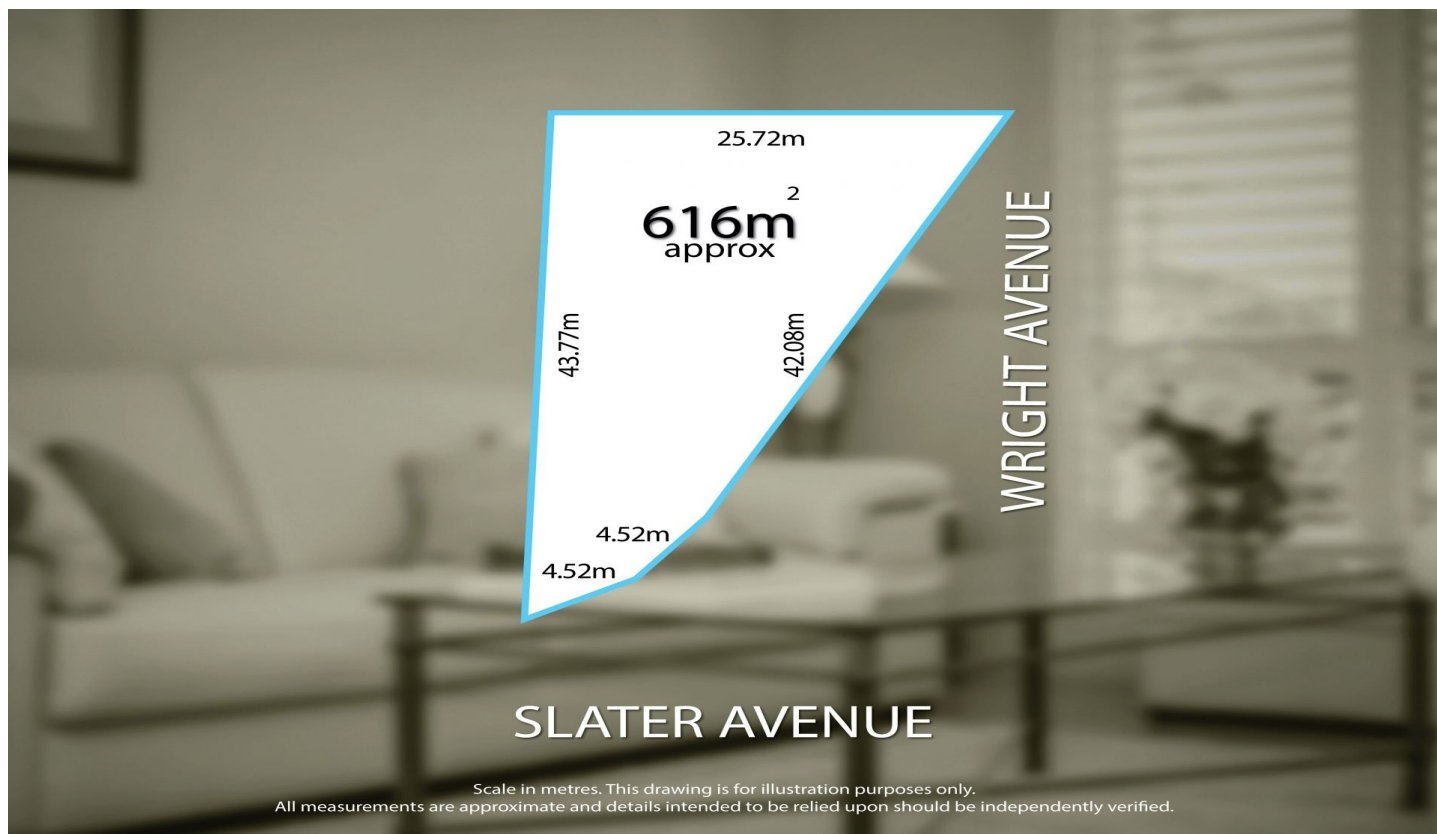 25.72m
2
616m
approx
43.77m
42.08m
WRIGHT AVENUE
4.52m
4.52m
SLATER AVENUE
Scale in metres. This drawing is for illustration purposes only.
All measurements are approximate and details intended to be relied upon should be independently verified.